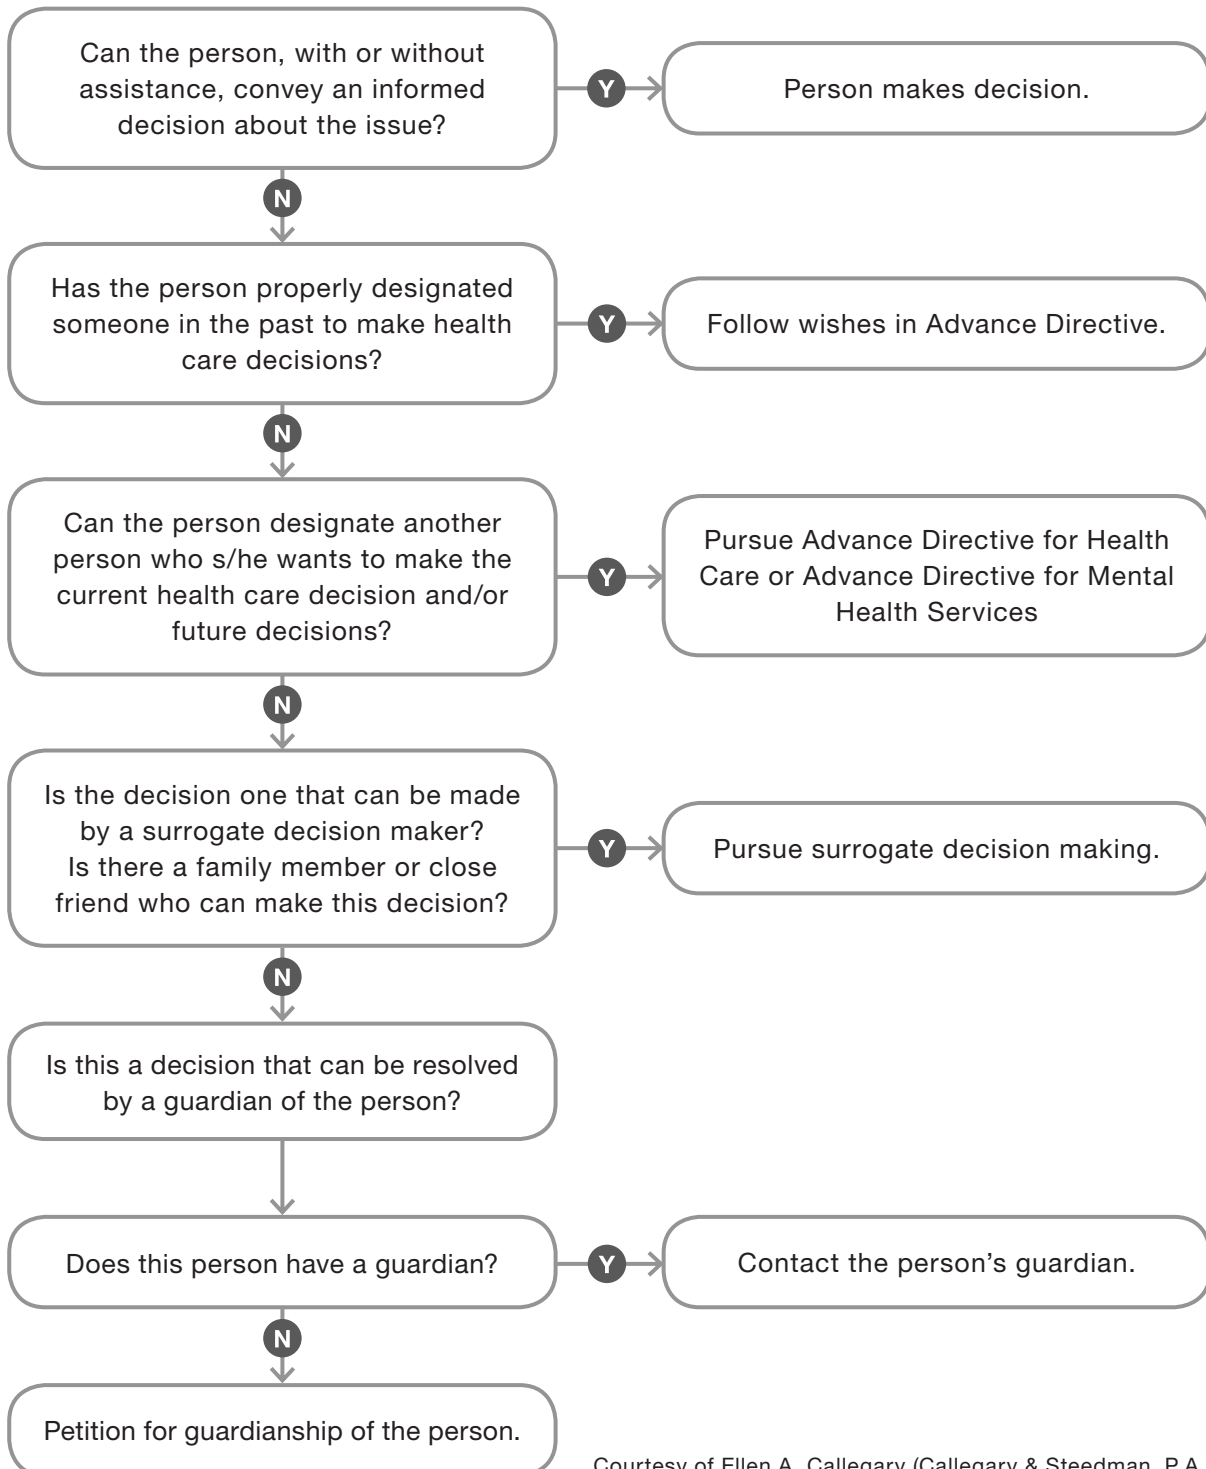 Can the person, with or without
assistance, convey an informed
decision about the issue?
Y
Person makes decision.
N
Has the person properly designated
someone in the past to make health
care decisions?
Y
Follow wishes in Advance Directive.
N
Can the person designate another
person who s/he wants to make the
current health care decision and/or
future decisions?
Y
Pursue Advance Directive for Health
Care or Advance Directive for Mental
Health Services
N
Is the decision one that can be made
by a surrogate decision maker?
Is there a family member or close
friend who can make this decision?
Y
Pursue surrogate decision making.
N
Is this a decision that can be resolved
by a guardian of the person?
Does this person have a guardian?
Y
Contact the person’s guardian.
N
Petition for guardianship of the person.
Courtesy of Ellen A. Callegary (Callegary & Steedman, P.A.